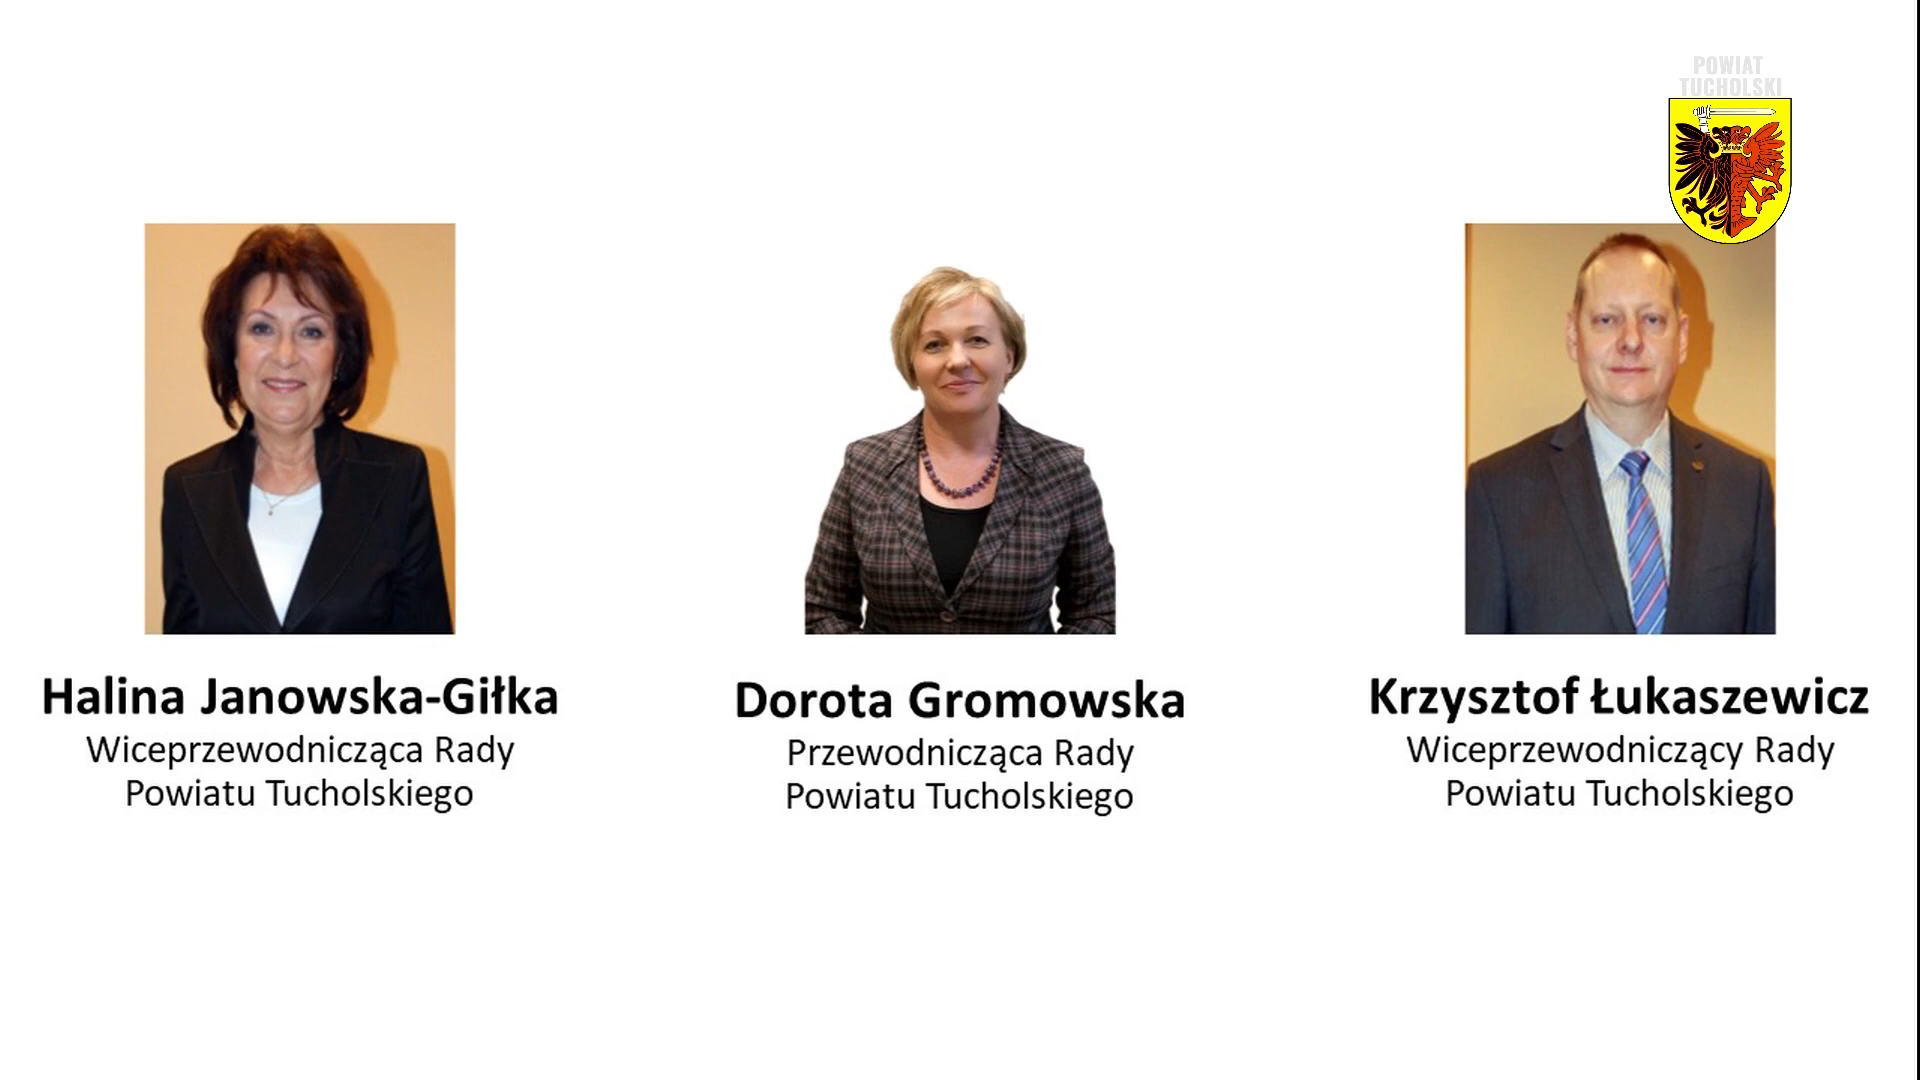 POWIAT
TUCHOLSKI
Halina Janowska-Giłka
Wiceprzewodnicząca Rady
Powiatu Tucholskiego
Dorota Gromowska
Przewodnicząca Rady
Powiatu Tucholskiego
Krzysztof Łukaszewicz
Wiceprzewodniczący Rady
Powiatu Tucholskiego